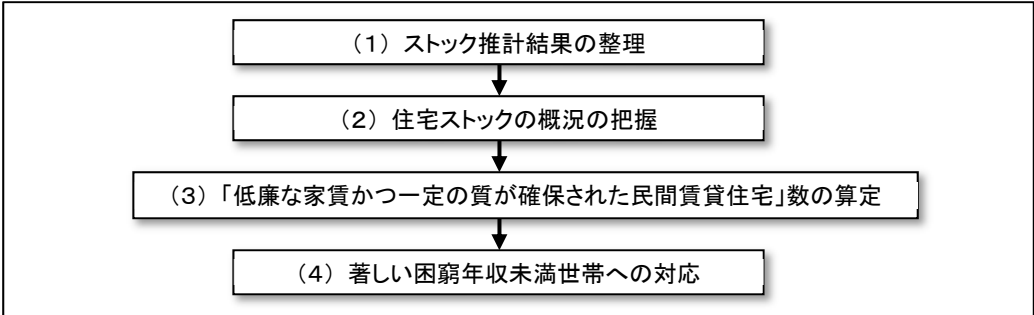 （１） ストック推計結果の整理
（２） 住宅ストックの概況の把握
（３）「低廉な家賃かつ一定の質が確保された民間賃貸住宅」数の算定
（４） 著しい困窮年収未満世帯への対応